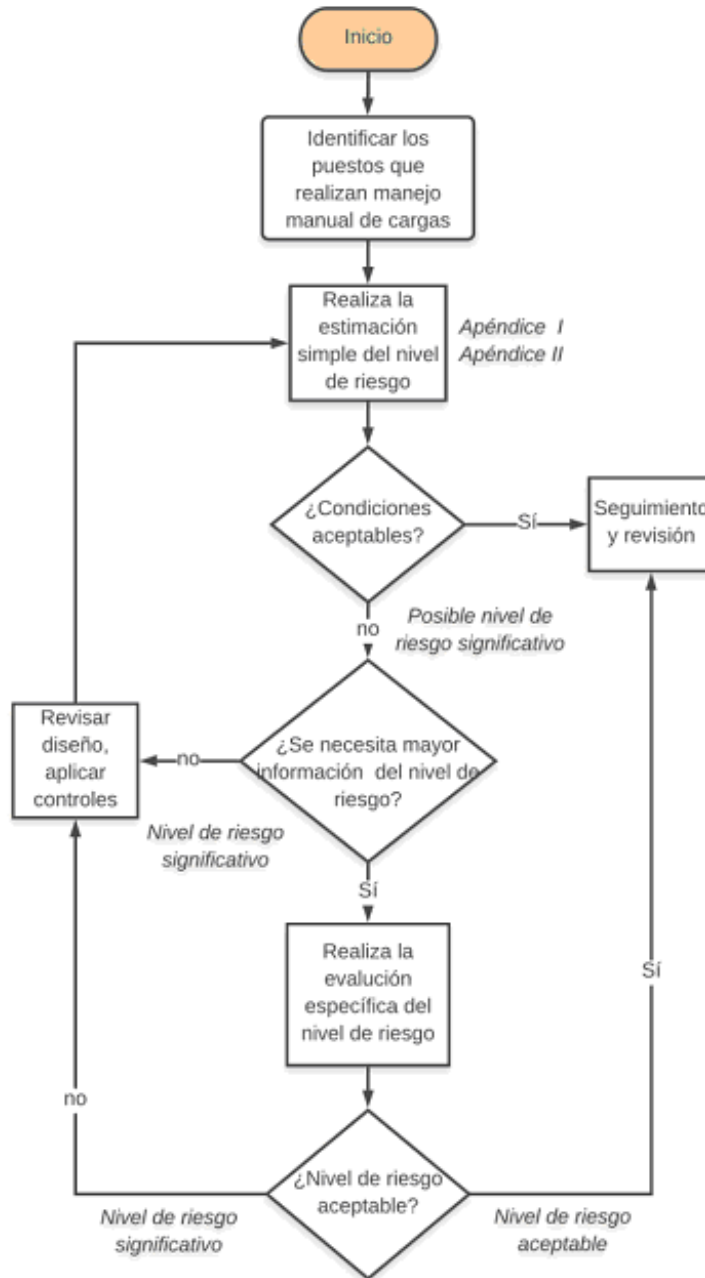 Inicio
Identificar los
puestos que
realizan manejo
manual de cargas
Realiza la
estimación
simple del nivel
de riesgo
Apéndice I
Apéndice II
¿Condiciones
aceptables?
Sí
Seguimiento
y revisión
no
Posible nivel de
riesgo significativo
¿Se necesita mayor
información del nivel de
riesgo?
no
Revisar
diseño,
aplicar
controles
Nivel de riesgo
significativo
Sí
Realiza la
evalución
específica del
nivel de riesgo
Sí
no
¿Nivel de riesgo
aceptable?
Nivel de riesgo
significativo
Nivel de riesgo
aceptable